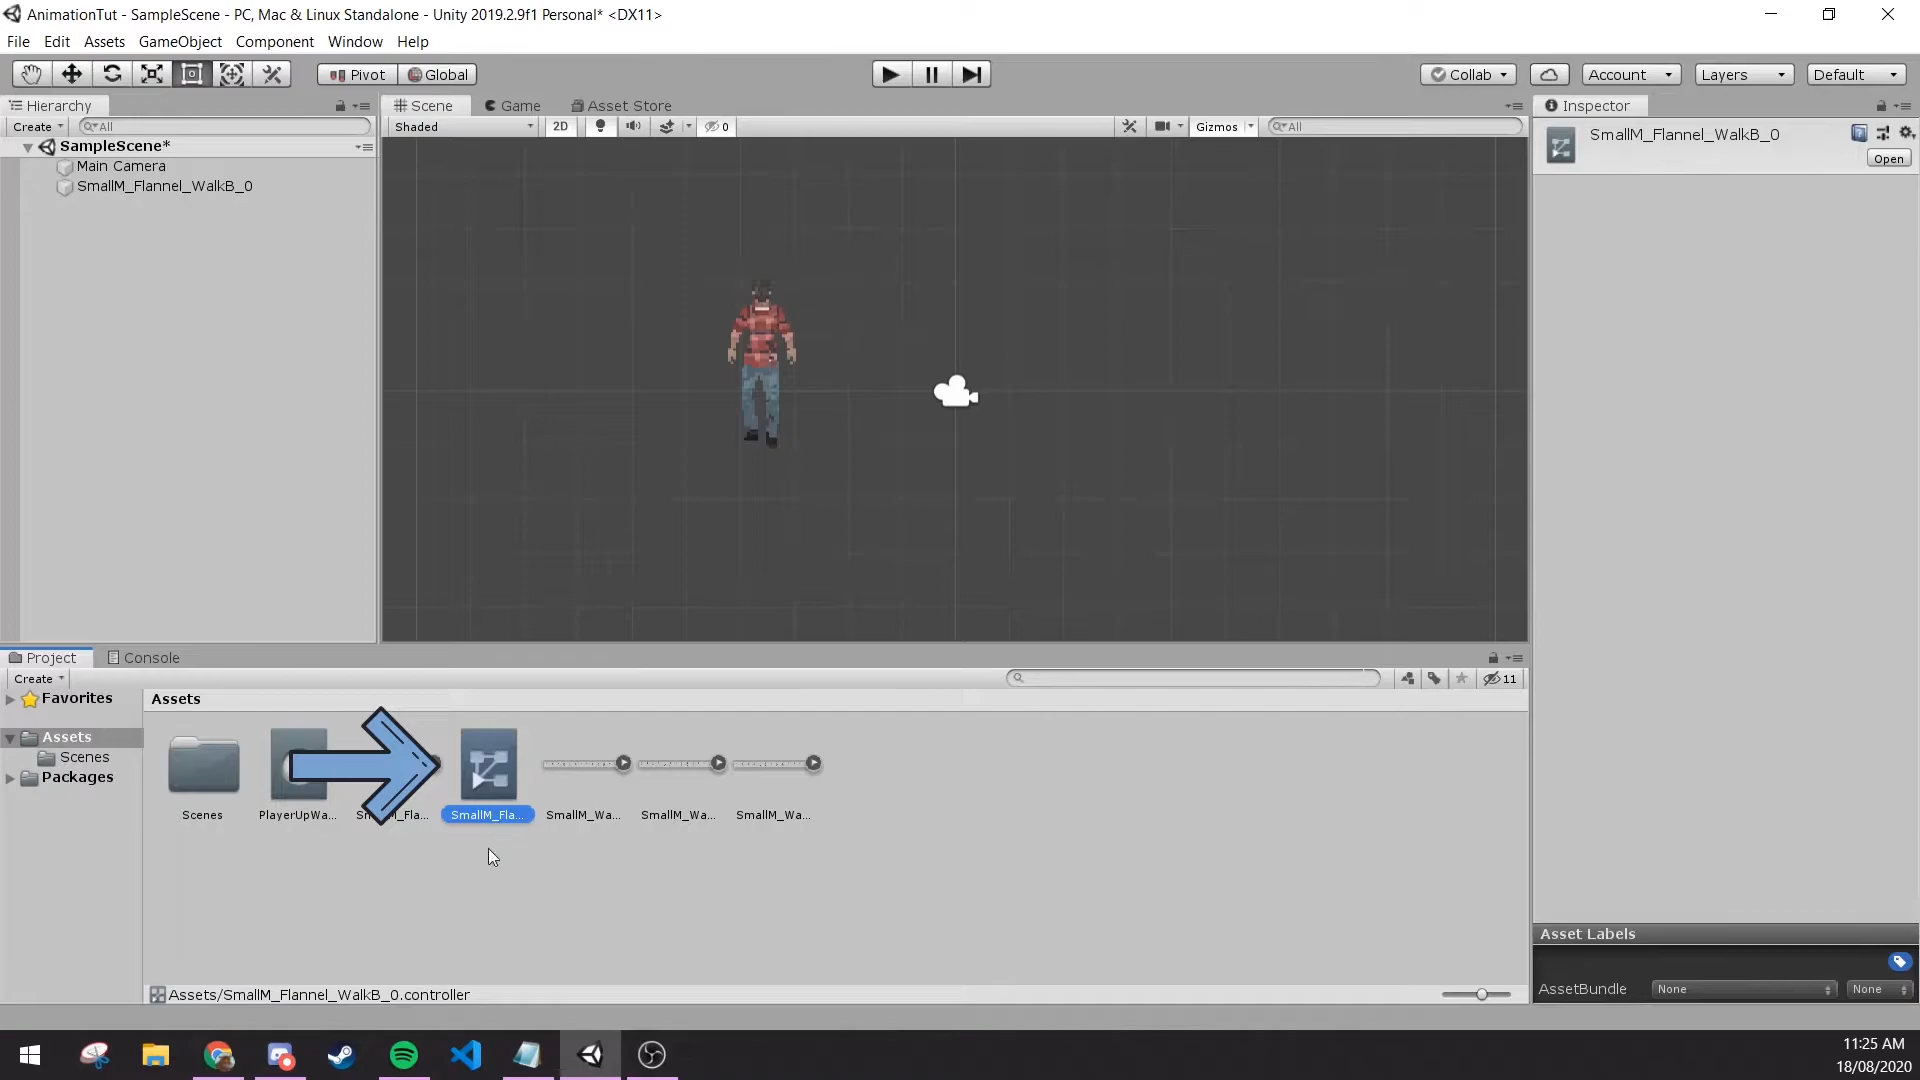 AnimationTut - SampleScene - PC, Mac & Linux Standalone - Unity 2019.2.9f1 Personal* <DX11>
File Edit Assets GameObject Component Window Help
Pivot Global Collab Account Layers Default
Hierarchy Scene Game Asset Store Inspector
Create All Shaded 2D 0 Gizmos All
SampleScene*
Main Camera
SmallM_Flannel_WalkB_0
SmallM_Flannel_WalkB_0
Open
Project Console
Create 11
Favorites
Assets
Scenes
Packages
Assets
Scenes PlayerUpWa... SmallM_Fla... SmallM_Wa... SmallM_Wa... SmallM_Wa...
Assets/SmallM_Flannel_WalkB_0.controller
Asset Labels
AssetBundle None None
11:25 AM
18/08/2020